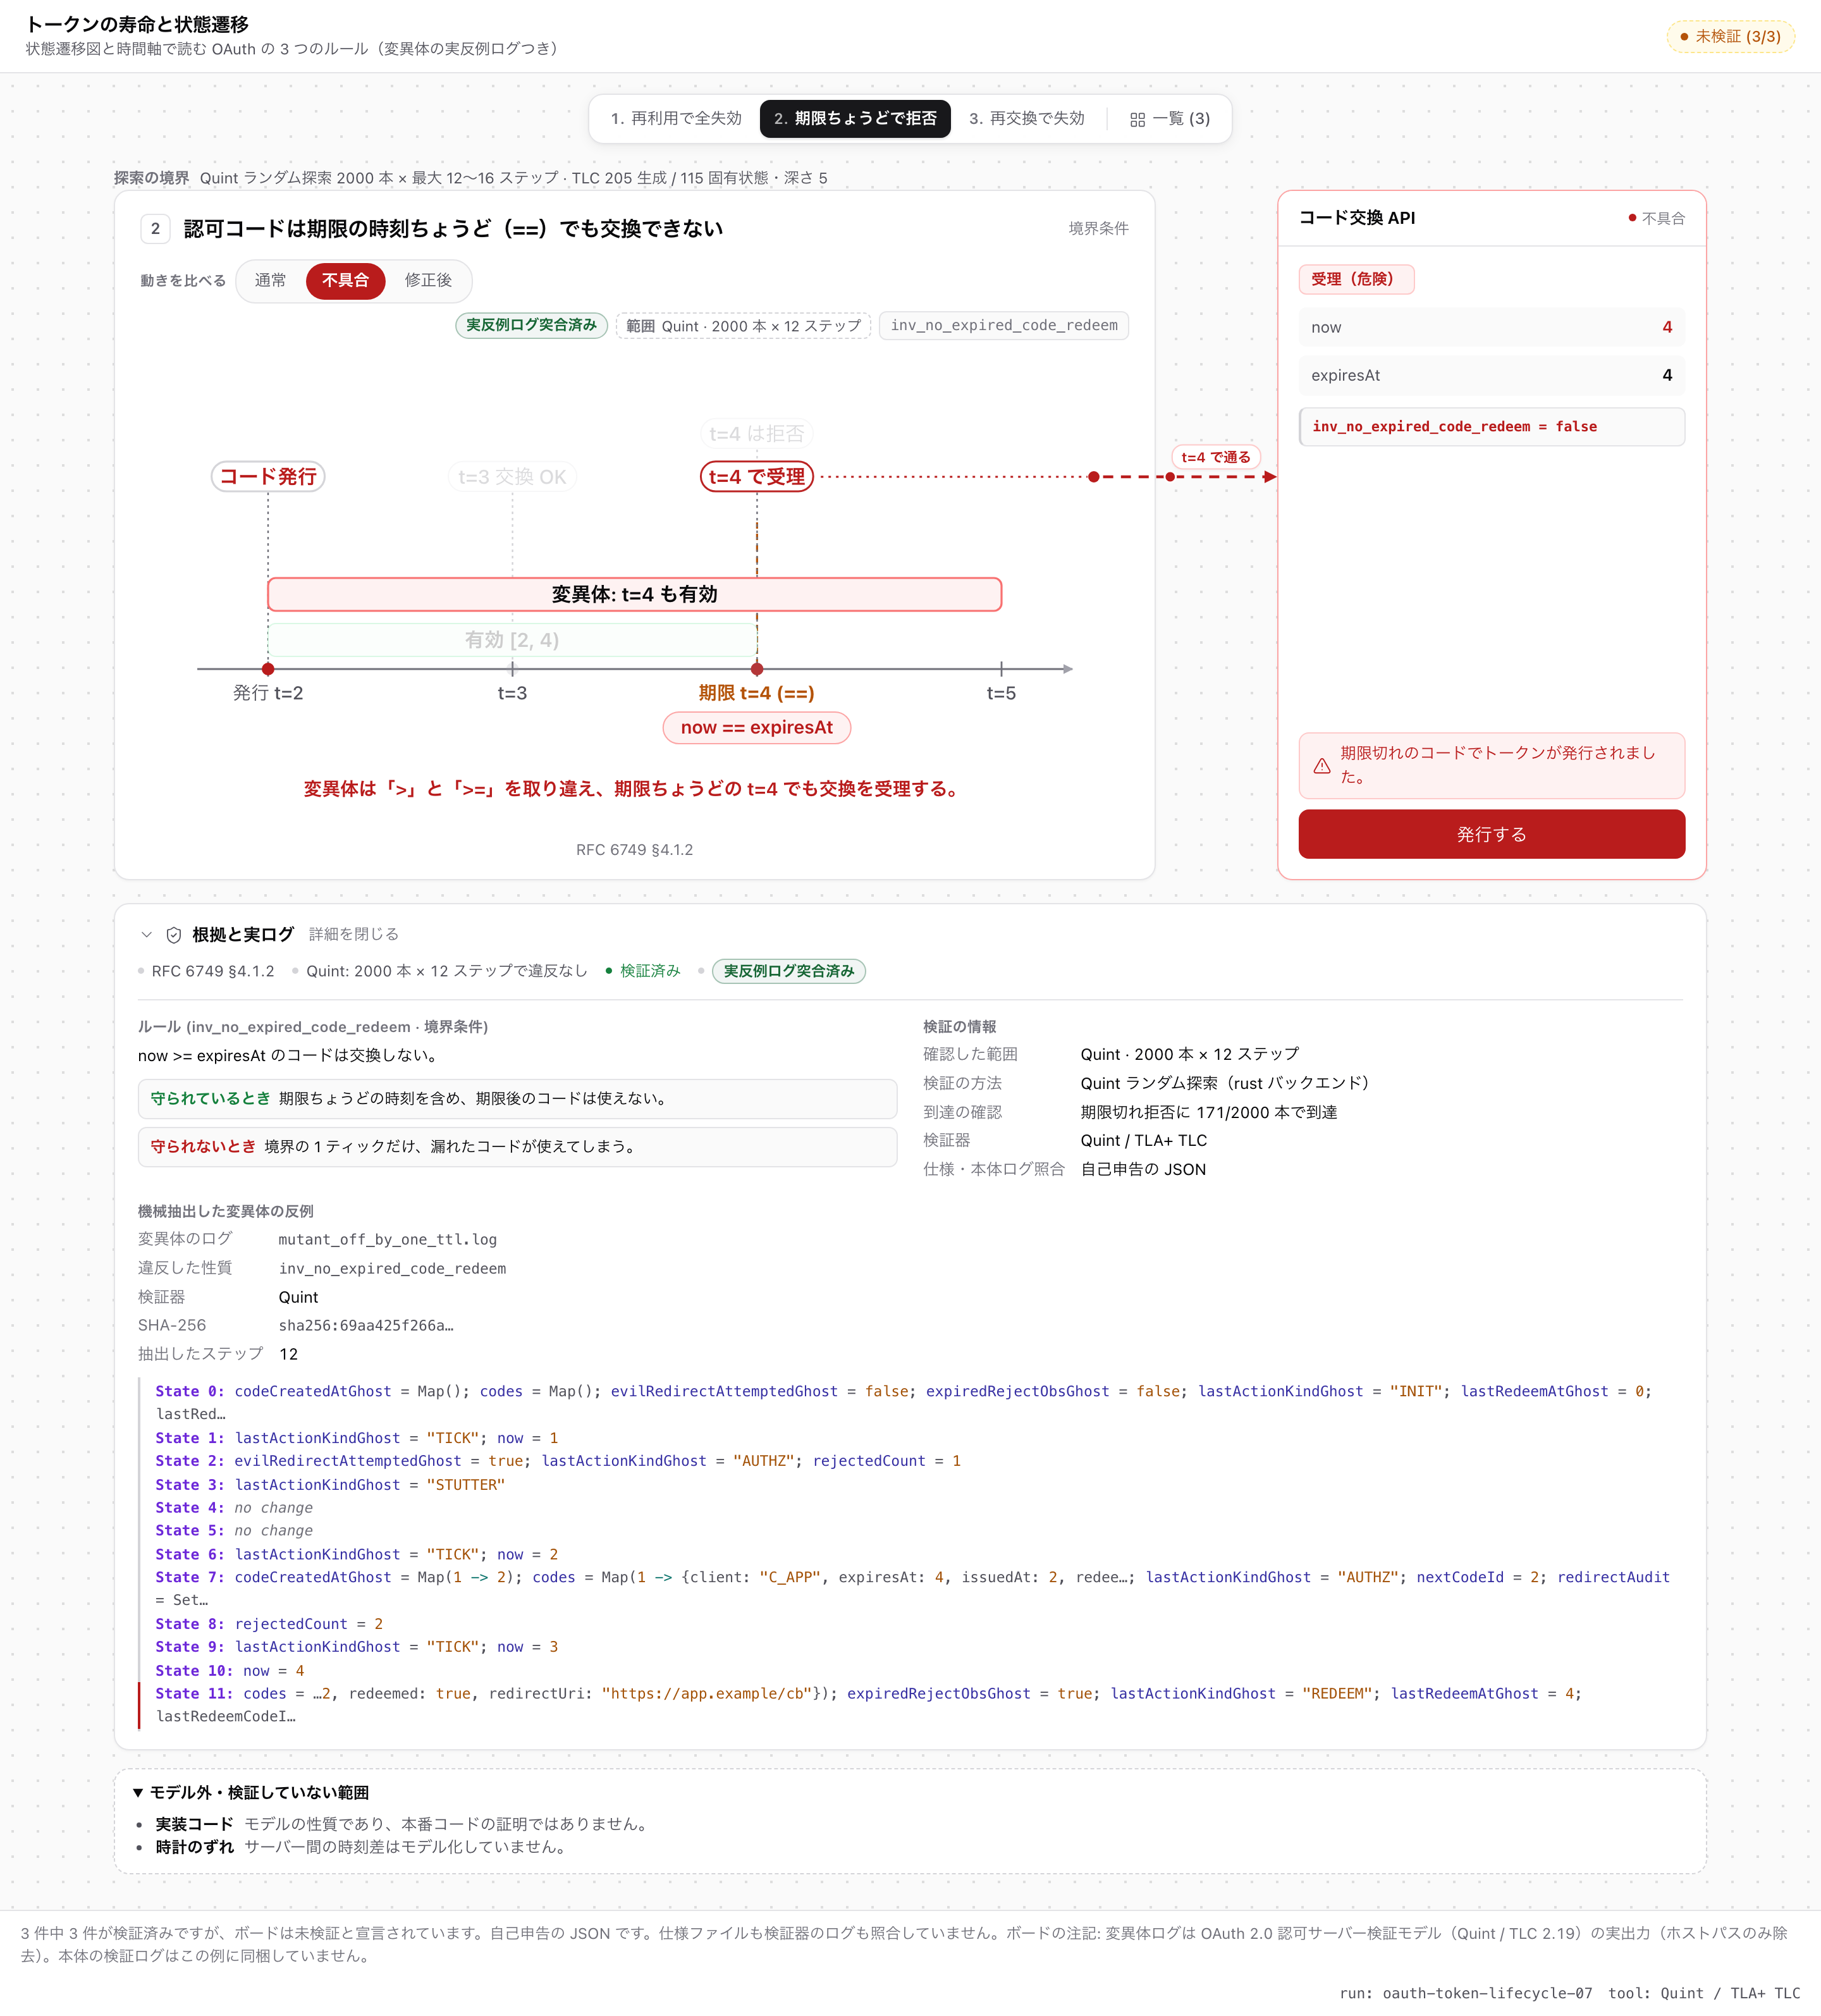 トークンの寿命と状態遷移
状態遷移図と時間軸で読む OAuth の 3 つのルール（変異体の実反例ログつき）
未検証 (3/3)
1. 再利用で全失効
2. 期限ちょうどで拒否
3. 再交換で失効
一覧 (3)
探索の境界 Quint ランダム探索 2000 本 × 最大 12〜16 ステップ · TLC 205 生成 / 115 固有状態・深さ 5
2 認可コードは期限の時刻ちょうど（==）でも交換できない
境界条件
動きを比べる 通常 不具合 修正後
実反例ログ突合済み 範囲 Quint · 2000 本 × 12 ステップ inv_no_expired_code_redeem
t=4 は拒否
コード発行 t=3 交換 OK t=4 で受理
t=4 で通る
変異体: t=4 も有効
有効 [2, 4)
発行 t=2 t=3 期限 t=4 (==) t=5
now == expiresAt
変異体は「>」と「>=」を取り違え、期限ちょうどの t=4 でも交換を受理する。
RFC 6749 §4.1.2
コード交換 API
不具合
受理（危険）
now 4
expiresAt 4
inv_no_expired_code_redeem = false
期限切れのコードでトークンが発行されまし
た。
発行する
根拠と実ログ 詳細を閉じる
RFC 6749 §4.1.2 Quint: 2000 本 × 12 ステップで違反なし 検証済み 実反例ログ突合済み
ルール (inv_no_expired_code_redeem · 境界条件)
now >= expiresAt のコードは交換しない。
守られているとき 期限ちょうどの時刻を含め、期限後のコードは使えない。
守られないとき 境界の 1 ティックだけ、漏れたコードが使えてしまう。
検証の情報
確認した範囲 Quint · 2000 本 × 12 ステップ
検証の方法 Quint ランダム探索（rust バックエンド）
到達の確認 期限切れ拒否に 171/2000 本で到達
検証器 Quint / TLA+ TLC
仕様・本体ログ照合 自己申告の JSON
機械抽出した変異体の反例
変異体のログ mutant_off_by_one_ttl.log
違反した性質 inv_no_expired_code_redeem
検証器 Quint
SHA-256 sha256:69aa425f266a…
抽出したステップ 12
State 0: codeCreatedAtGhost = Map(); codes = Map(); evilRedirectAttemptedGhost = false; expiredRejectObsGhost = false; lastActionKindGhost = "INIT"; lastRedeemAtGhost = 0;
lastRed…
State 1: lastActionKindGhost = "TICK"; now = 1
State 2: evilRedirectAttemptedGhost = true; lastActionKindGhost = "AUTHZ"; rejectedCount = 1
State 3: lastActionKindGhost = "STUTTER"
State 4: no change
State 5: no change
State 6: lastActionKindGhost = "TICK"; now = 2
State 7: codeCreatedAtGhost = Map(1 -> 2); codes = Map(1 -> {client: "C_APP", expiresAt: 4, issuedAt: 2, redee…; lastActionKindGhost = "AUTHZ"; nextCodeId = 2; redirectAudit
= Set…
State 8: rejectedCount = 2
State 9: lastActionKindGhost = "TICK"; now = 3
State 10: now = 4
State 11: codes = …2, redeemed: true, redirectUri: "https://app.example/cb"}); expiredRejectObsGhost = true; lastActionKindGhost = "REDEEM"; lastRedeemAtGhost = 4;
lastRedeemCodeI…
▼ モデル外・検証していない範囲
• 実装コード モデルの性質であり、本番コードの証明ではありません。
• 時計のずれ サーバー間の時刻差はモデル化していません。
3 件中 3 件が検証済みですが、ボードは未検証と宣言されています。自己申告の JSON です。仕様ファイルも検証器のログも照合していません。ボードの注記: 変異体ログは OAuth 2.0 認可サーバー検証モデル（Quint / TLC 2.19）の実出力（ホストパスのみ除
去）。本体の検証ログはこの例に同梱していません。
run: oauth-token-lifecycle-07 tool: Quint / TLA+ TLC